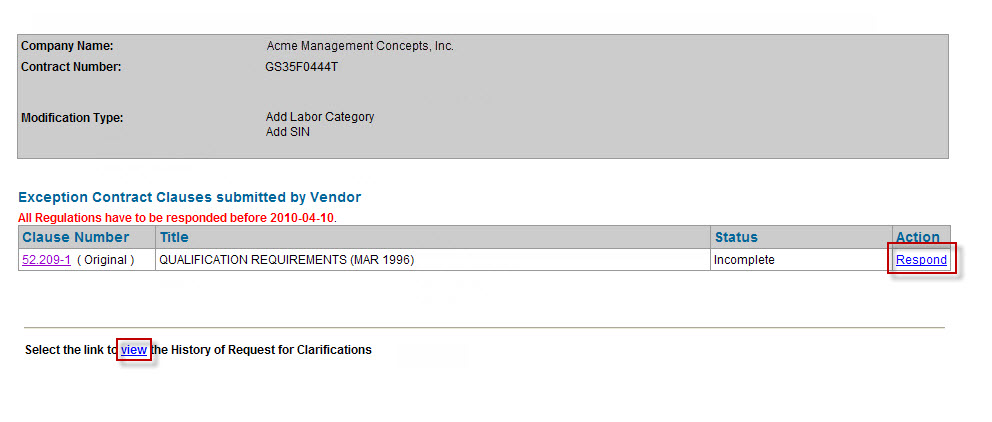 Company Name: Acme Management Concepts, Inc.
Contract Number: GS35F0444T
Modification Type: Add Labor Category
Add SIN
Exception Contract Clauses submitted by Vendor
All Regulations have to be responded before 2010-04-10.
Clause Number Title Status Action
52.209-1 ( Original ) QUALIFICATION REQUIREMENTS (MAR 1996) Incomplete Respond
Select the link to view the History of Request for Clarifications